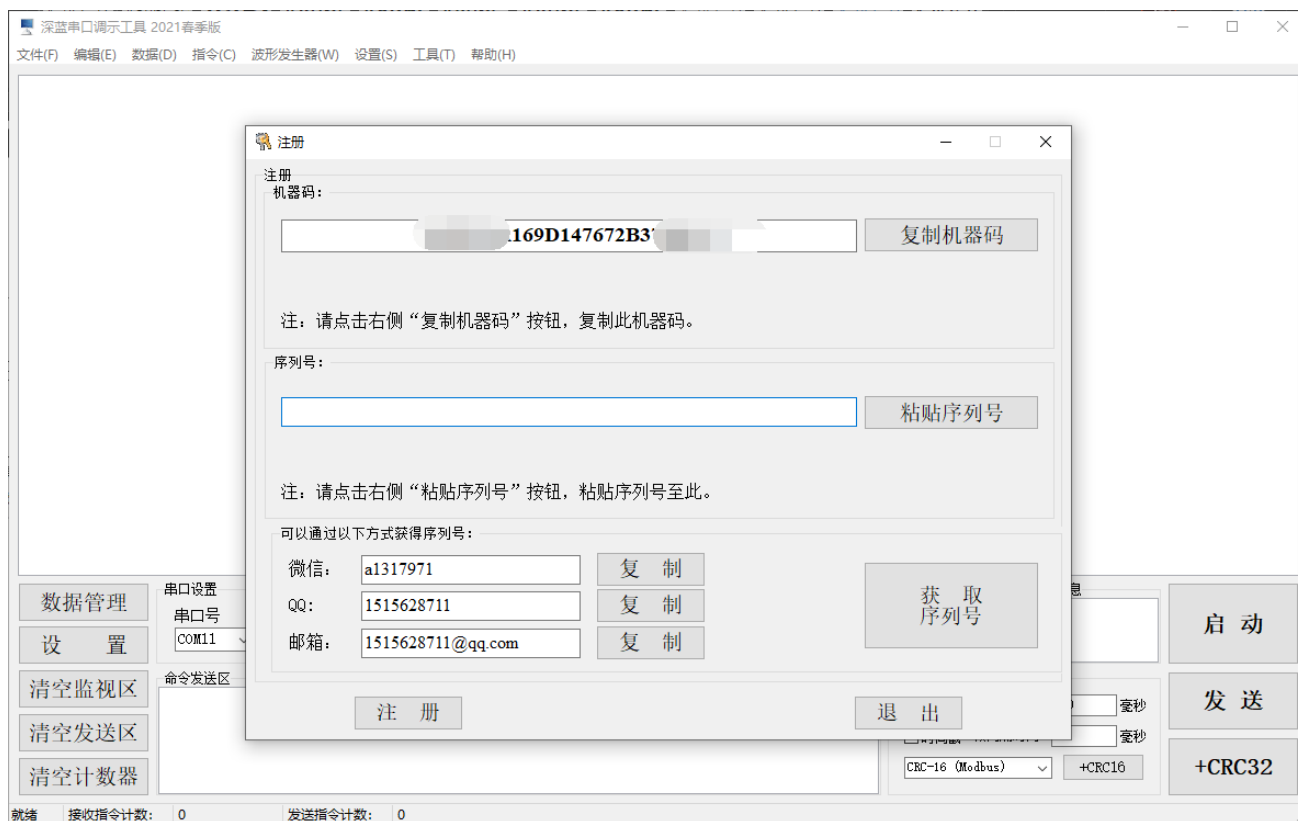 深蓝串口调示工具 2021春季版
文件(F) 编辑(E) 数据(D) 指令(C) 波形发生器(W) 设置(S) 工具(T) 帮助(H)
注册
注册
机器码:
169D147672B3
复制机器码
注: 请点击右侧“复制机器码”按钮, 复制此机器码。
序列号:
粘贴序列号
注: 请点击右侧“粘贴序列号”按钮, 粘贴序列号至此。
可以通过以下方式获得序列号:
微信: a1317971 复 制
QQ: 1515628711 复 制
邮箱: 1515628711@qq.com 复 制
获 取
序列号
注 册
退 出
数据管理
设 置
清空监视区
清空发送区
清空计数器
串口设置
串口号
COM11
命令发送区
息
启 动
发 送
+CRC32
毫秒
毫秒
CRC-16 (Modbus)
+CRC16
就绪 接收指令计数: 0 发送指令计数: 0